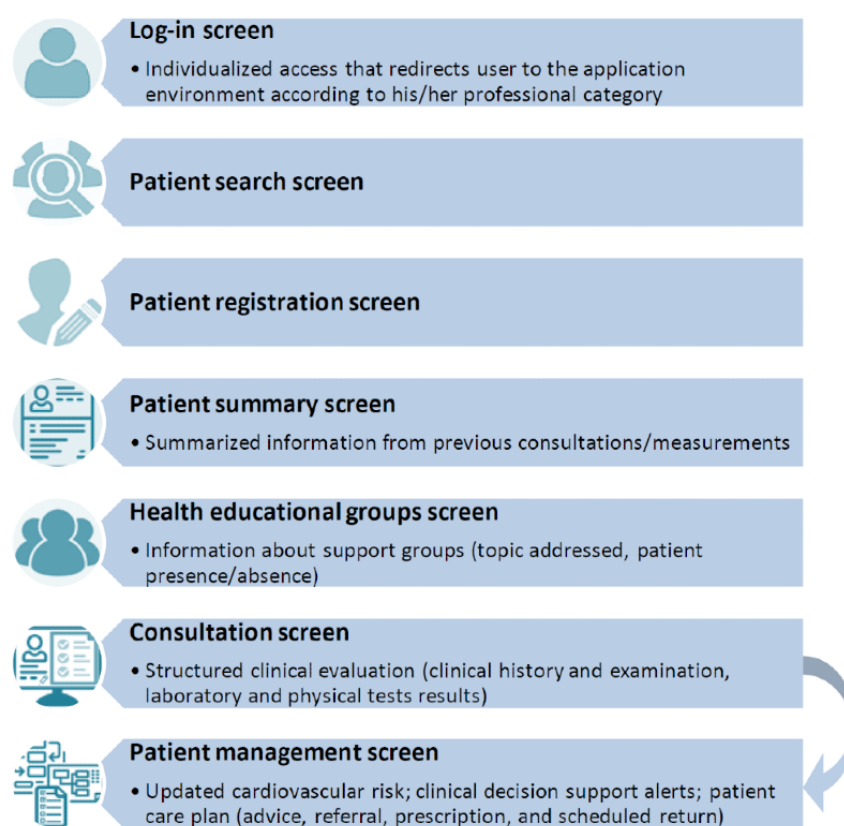 Log-in screen
• Individualized access that redirects user to the application
environment according to his/her professional category
Patient search screen
Patient registration screen
Patient summary screen
• Summarized information from previous consultations/measurements
Health educational groups screen
• Information about support groups (topic addressed, patient
presence/absence)
Consultation screen
• Structured clinical evaluation (clinical history and examination,
laboratory and physical tests results)
Patient management screen
• Updated cardiovascular risk; clinical decision support alerts; patient
care plan (advice, referral, prescription, and scheduled return)